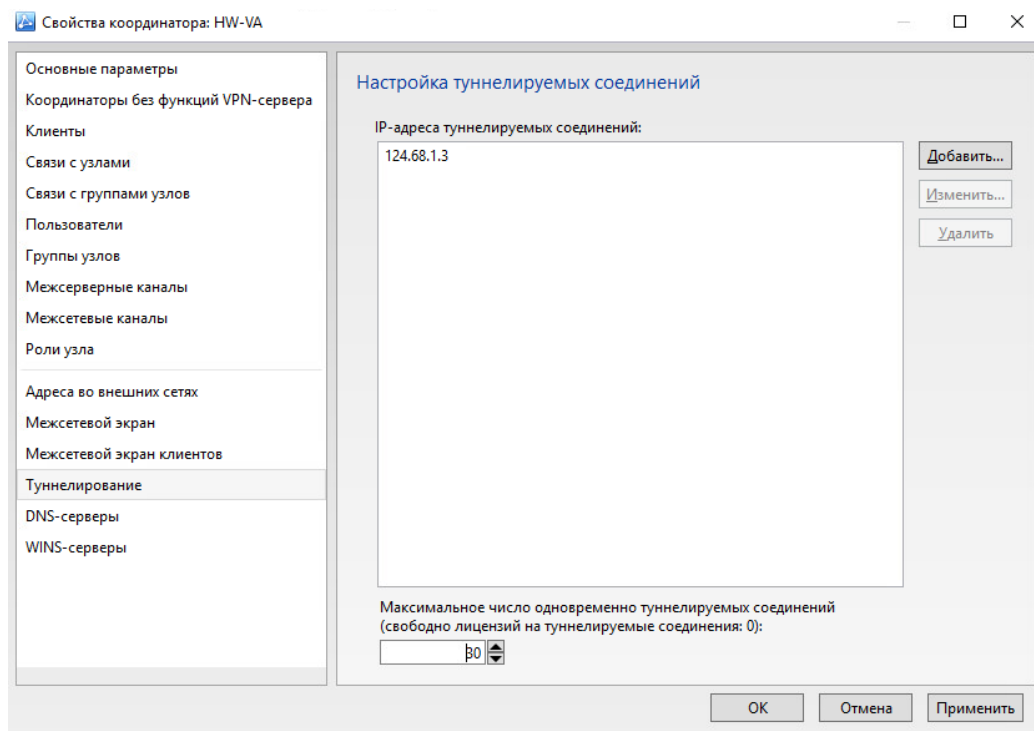 Свойства координатора: HW-VA
Основные параметры
Координаторы без функций VPN-сервера
Клиенты
Связи с узлами
Связи с группами узлов
Пользователи
Группы узлов
Межсерверные каналы
Межсетевые каналы
Роли узла
Адреса во внешних сетях
Межсетевой экран
Межсетевой экран клиентов
Туннелирование
DNS-серверы
WINS-серверы
Настройка туннелируемых соединений
IP-адреса туннелируемых соединений:
124.68.1.3
Добавить...
Изменить...
Удалить
Максимальное число одновременно туннелируемых соединений
(свободно лицензий на туннелируемые соединения: 0):
30
OK
Отмена
Применить